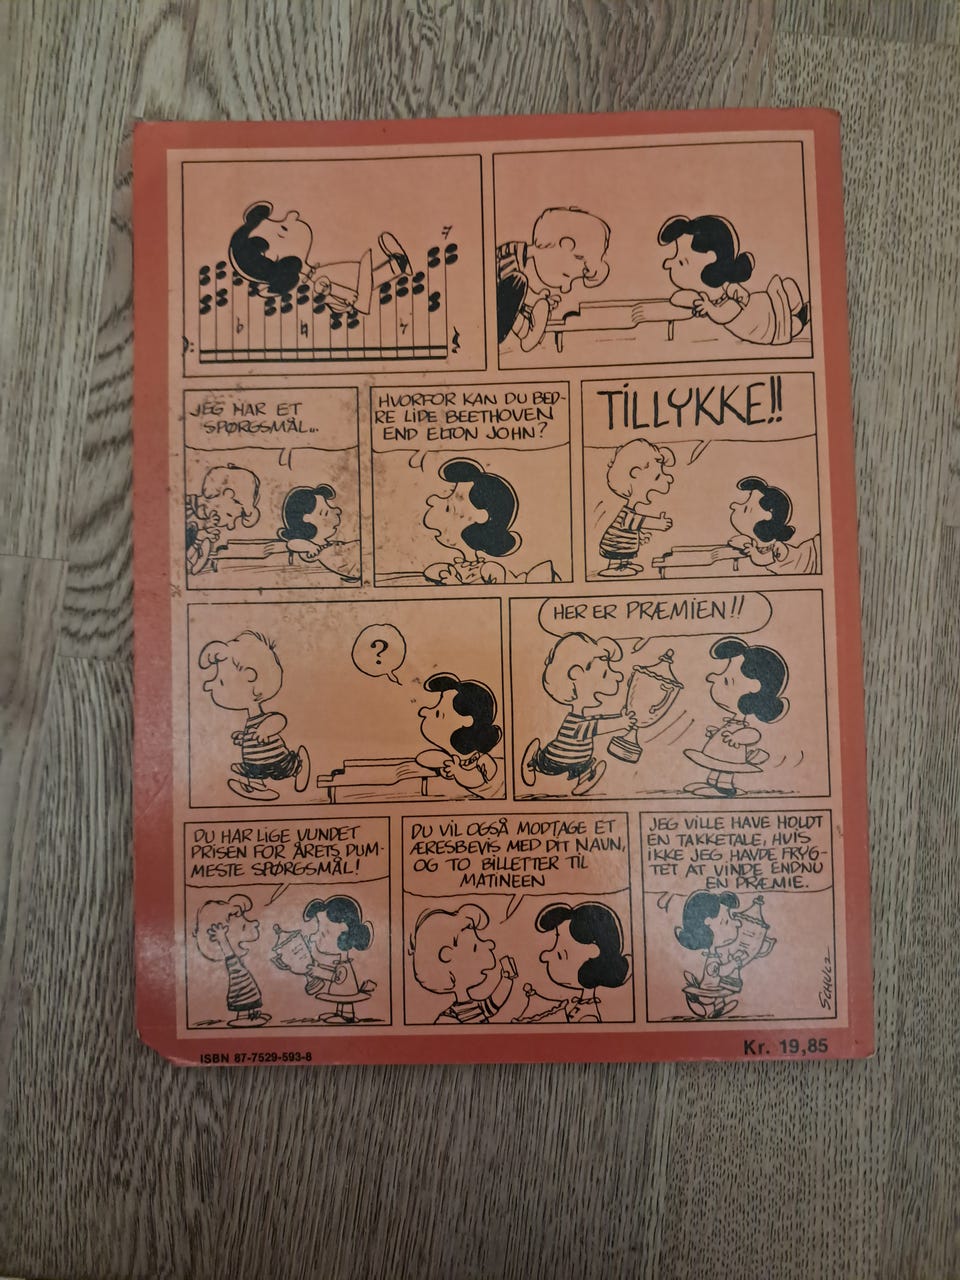 JEG HAR ET
SPØRGSMÅL...
HVORFOR KAN DU BED-
RE LIDE BEETHOVEN
END ELTON JOHN?
TILLYKKE!!
?
HER ER PRÆMIEN!!
DU HAR LIGE VUNDET
PRISEN FOR ÅRETS DUM-
MESTE SPØRGSMÅL!
DU VIL OGSÅ MODTAGE ET
ÆRESBEVIS MED DIT NAVN,
OG TO BILLETTER TIL
MATINEEN
JEG VILLE HAVE HOLDT
EN TAKKETALE, HVIS
IKKE JEG HAVDE FRYG-
TET AT VINDE ENDNU
EN PRÆMIE.
SCHULZ
ISBN 87-7529-593-8
Kr. 19,85